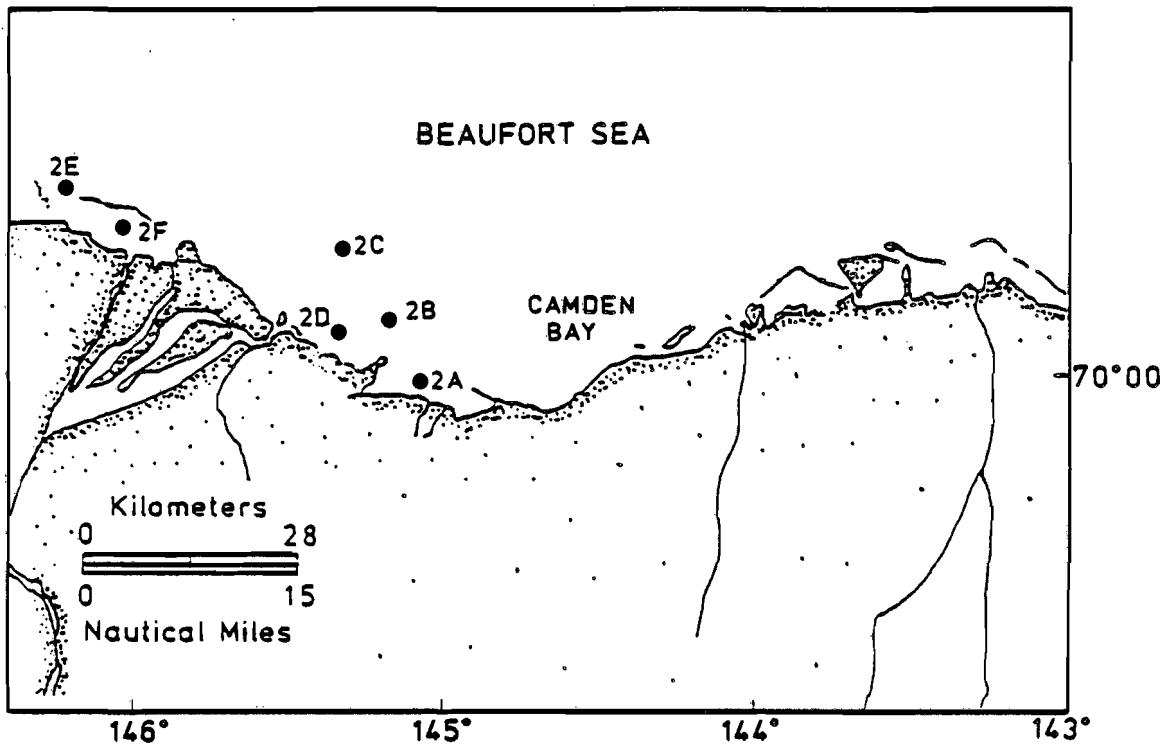 BEAUFORT SEA
2E
2F
2C
2D
2B
CAMDEN
BAY
2A
70°00
Kilometers
0 28
0 15
Nautical Miles
146° 145° 144° 143°